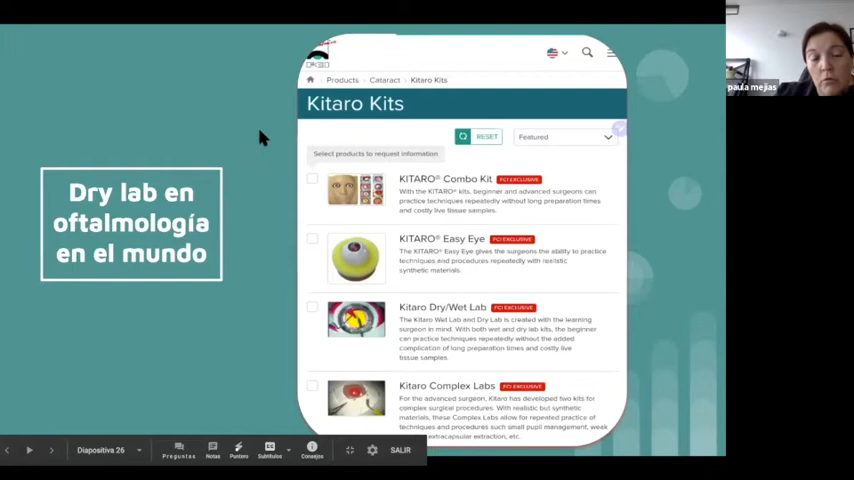 FCI
Products > Cataract > Kitaro Kits
Kitaro Kits
RESET
Featured
Select products to request information
KITARO® Combo Kit FCI EXCLUSIVE
With the KITARO® kits, beginner and advanced surgeons can
practice techniques repeatedly without long preparation times
and costly live tissue samples.
KITARO® Easy Eye FCI EXCLUSIVE
The KITARO® Easy Eye gives the surgeons the ability to practice
techniques and procedures repeatedly with realistic
synthetic materials.
Kitaro Dry/Wet Lab FCI EXCLUSIVE
The Kitaro Wet Lab and Dry Lab is created with the learning
surgeon in mind. With both wet and dry lab kits, the beginner
can practice techniques repeatedly without the added
complication of long preparation times and costly live
tissue samples.
Kitaro Complex Labs FCI EXCLUSIVE
For the advanced surgeon, Kitaro has developed two kits for
complex surgical procedures. With realistic but synthetic
materials, these Complex Labs allow for repeated practice of
techniques and procedures such small pupil management, weak
extracapsular extraction, etc.
Dry lab en
oftalmología
en el mundo
paula mejias
Diapositiva 26
Preguntas
Notas
Puntero
Subtítulos
Consejos
SALIR